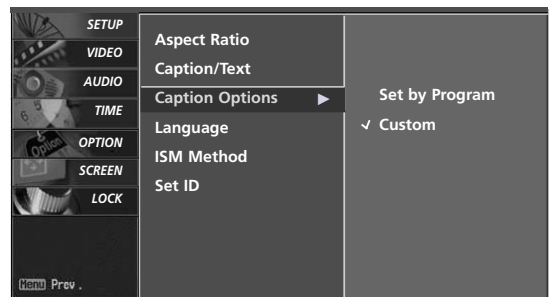 SETUP
VIDEO
AUDIO
TIME
OPTION
SCREEN
LOCK
Menu Prev.
Aspect Ratio
Caption/Text
Caption Options ▶
Language
ISM Method
Set ID
Set by Program
✓ Custom
Option